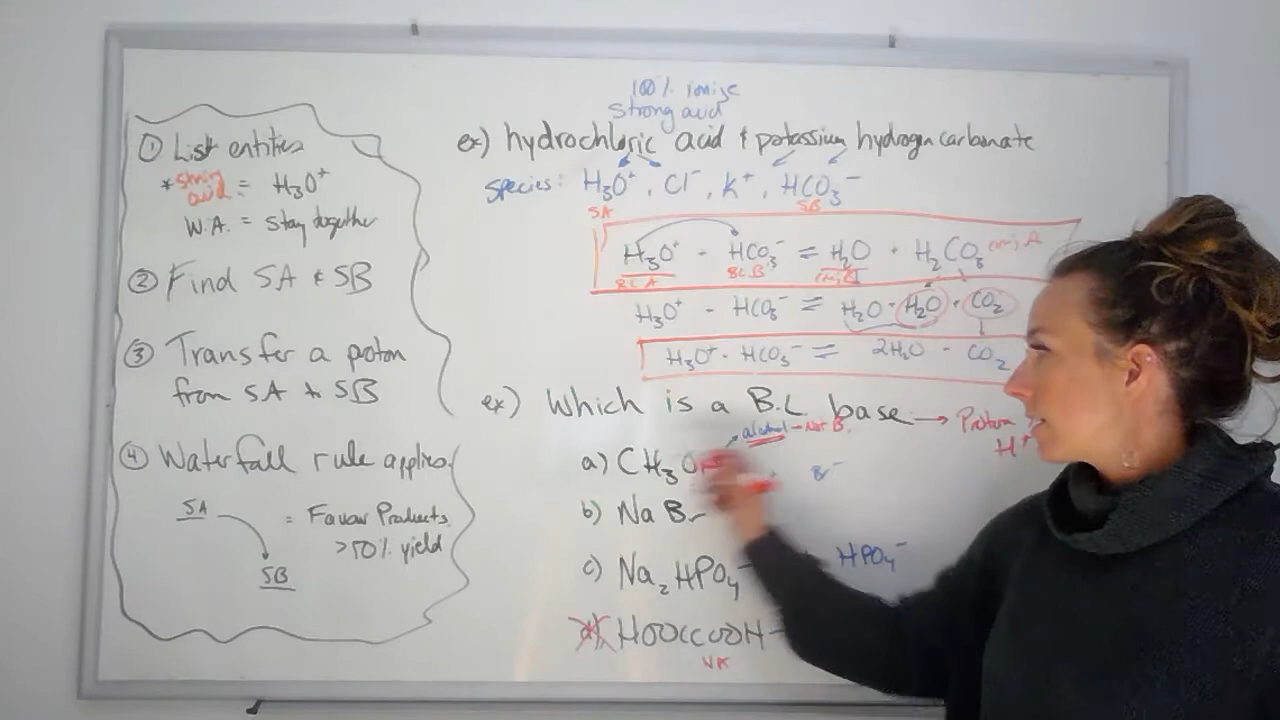 ① List entities
* strong acid = H₃O⁺
W.A. = stay together
② Find SA & SB
③ Transfer a proton
from SA to SB
④ Waterfall rule applies
SA
= Favour Products
>50% yield
SB
100% ionize
strong acid
ex) hydrochloric acid & potassium hydrogen carbonate
species: H₃O⁺, Cl⁻, K⁺, HCO₃⁻
SA SB
H₃O⁺ + HCO₃⁻ ⇌ H₂O + H₂CO₃
BLA BLB
H₃O⁺ + HCO₃⁻ ⇌ H₂O + H₂O + CO₂
H₃O⁺ + HCO₃⁻ ⇌ 2H₂O + CO₂
ex) Which is a B.L. base → Proton
H⁺
alcohol - Not B.
a) CH₃O
Br⁻
b) NaBr
c) Na₂HPO₄ HPO₄⁻
d) HOOCCOOH
WA